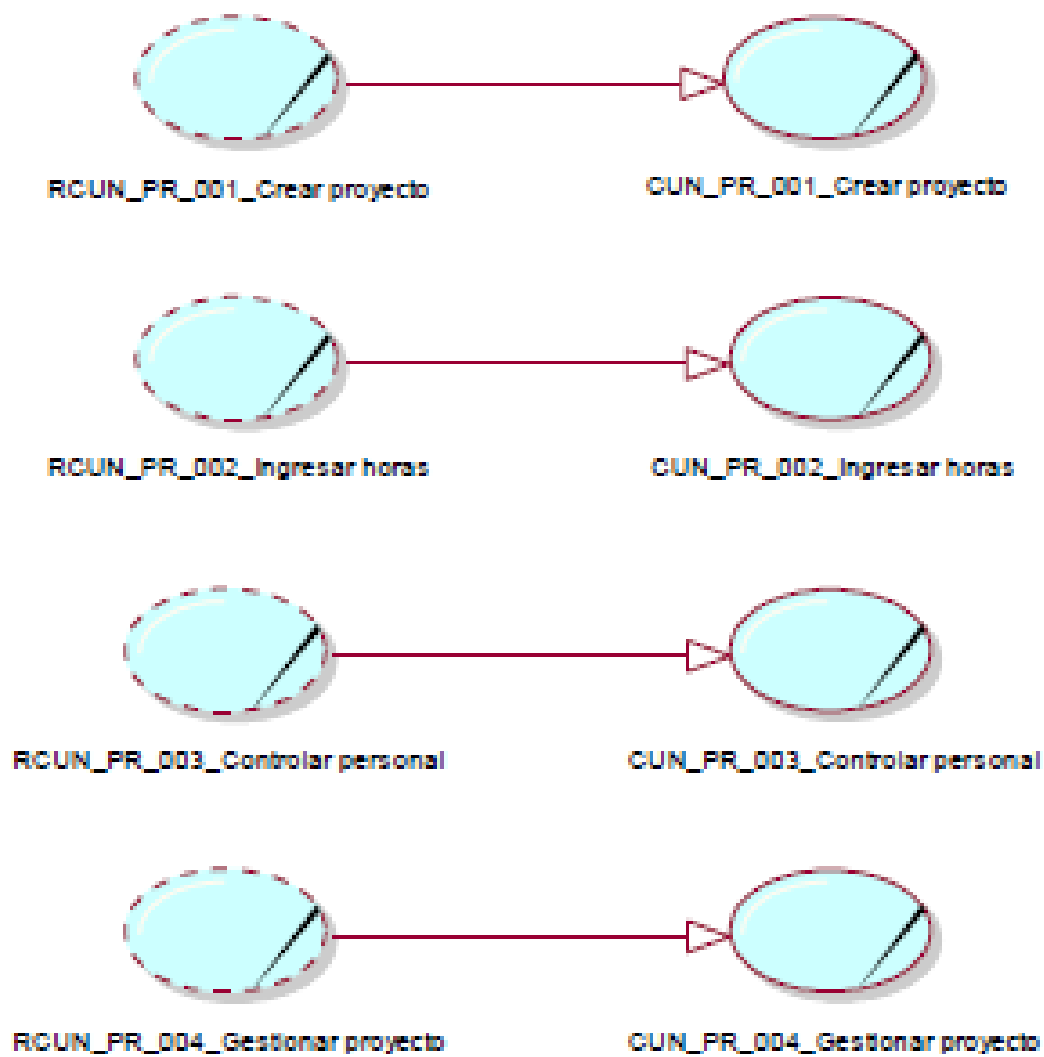 RCUN_PR_001_Crear proyecto
CUN_PR_001_Crear proyecto
RCUN_PR_002_Ingresar horas
CUN_PR_002_Ingresar horas
RCUN_PR_003_Controlar personal
CUN_PR_003_Controlar personal
RCUN_PR_004_Gestionar proyecto
CUN_PR_004_Gestionar proyecto